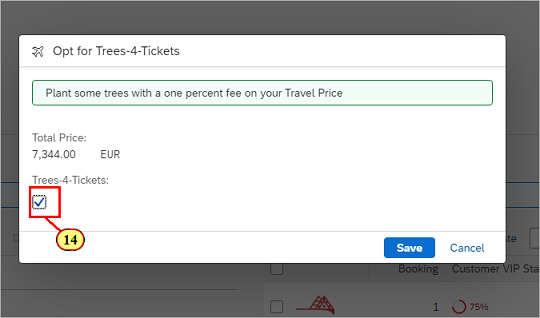 Opt for Trees-4-Tickets
Plant some trees with a one percent fee on your Travel Price
Total Price:
7,344.00 EUR
Trees-4-Tickets:
14
Save Cancel
Booking Customer VIP Sta
1 75%